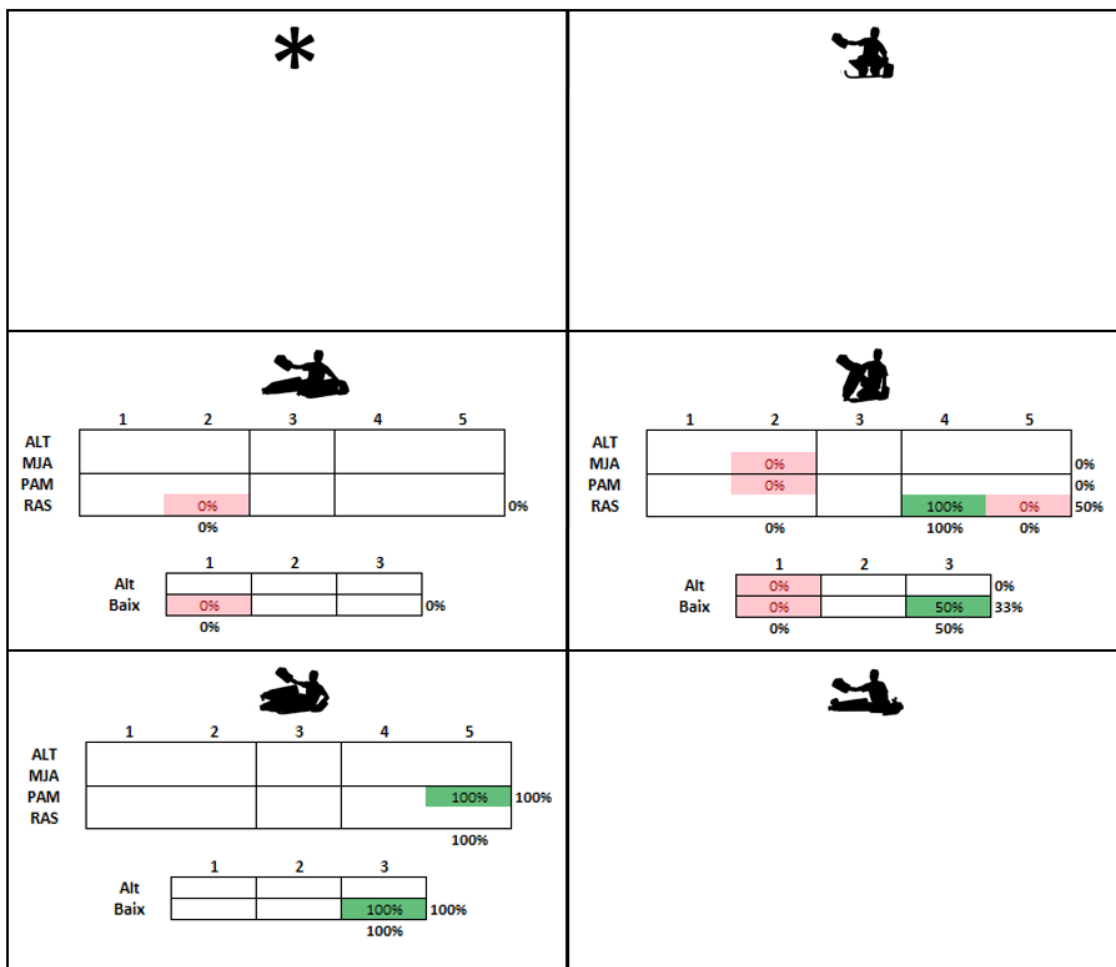 *
1 2 3 4 5
ALT
MJA
PAM
RAS 0% 0%
0%
1 2 3
Alt
Baix 0% 0%
0%
1 2 3 4 5
ALT
MJA 0% 0%
PAM 0% 0%
RAS 100% 0% 50%
0% 100% 0%
1 2 3
Alt 0% 0%
Baix 0% 50% 33%
0% 50%
1 2 3 4 5
ALT
MJA
PAM 100% 100%
RAS
100%
1 2 3
Alt
Baix 100% 100%
100%